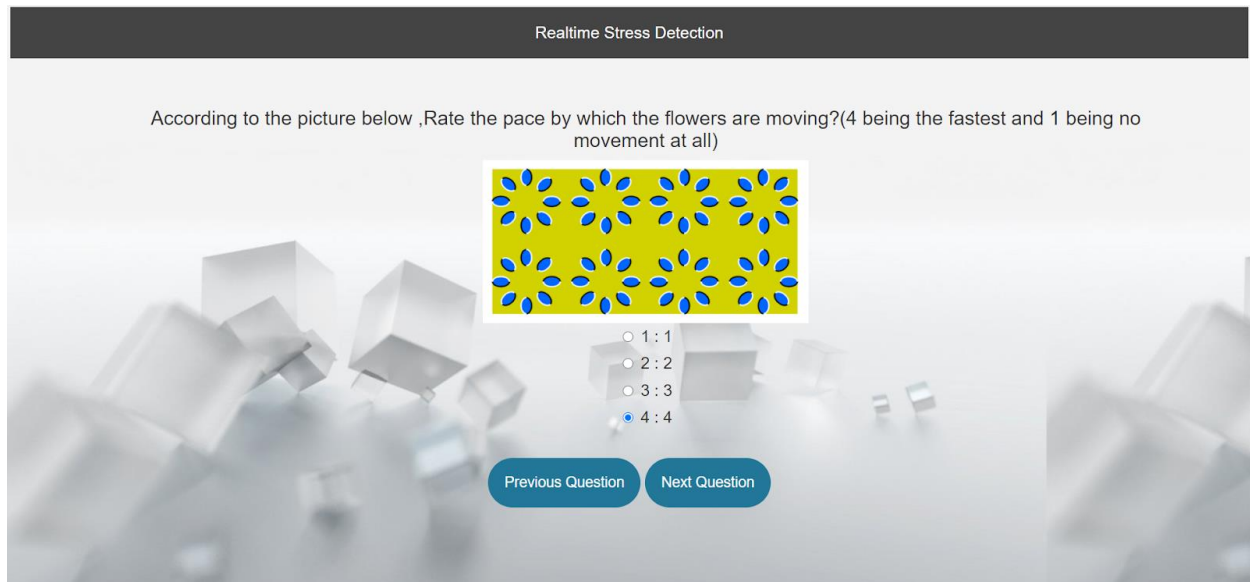 Realtime Stress Detection
According to the picture below ,Rate the pace by which the flowers are moving?(4 being the fastest and 1 being no
movement at all)
1 : 1
2 : 2
3 : 3
4 : 4
Previous Question
Next Question